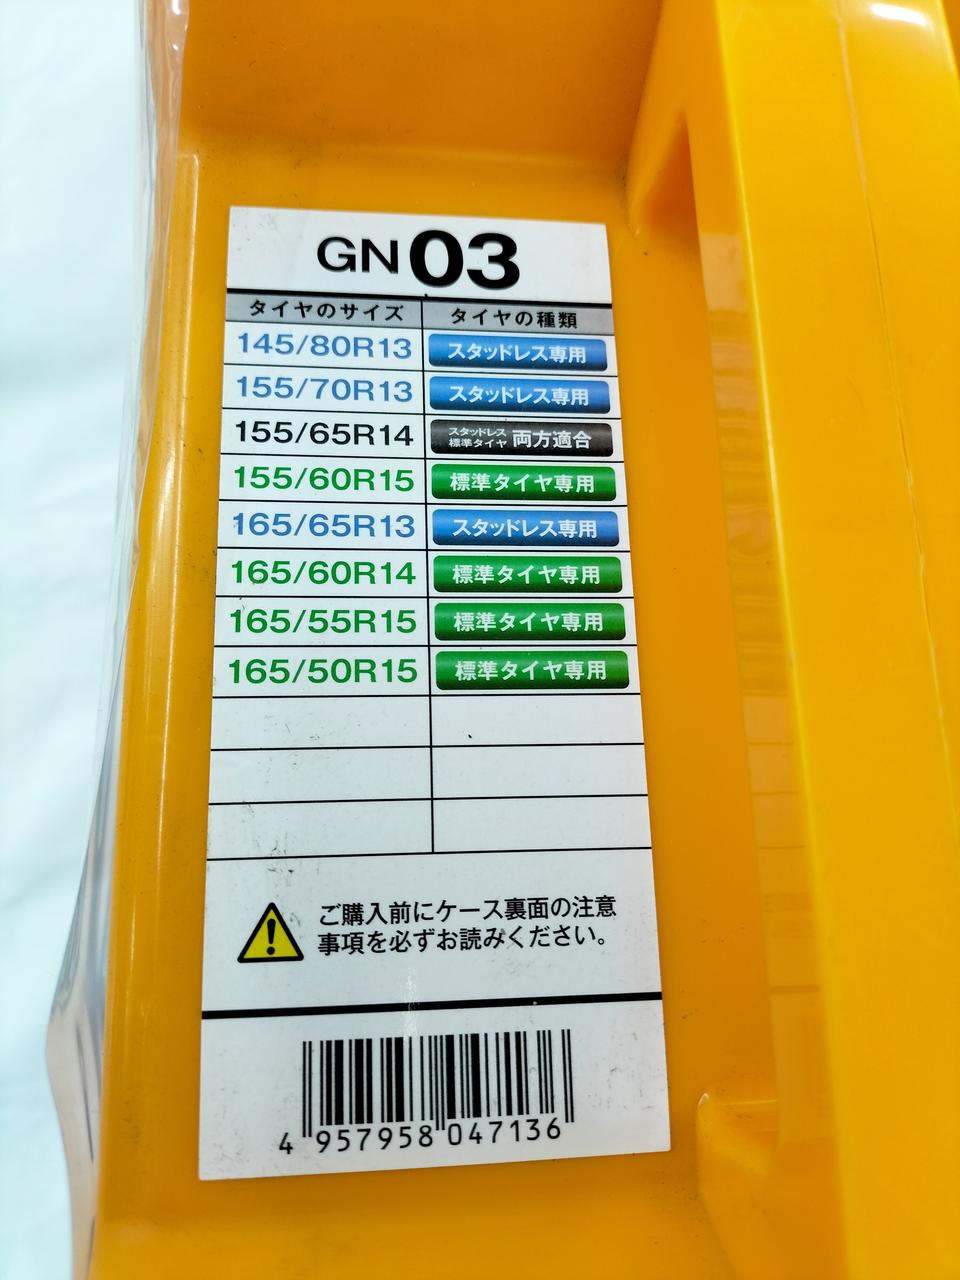 GN 03
タイヤのサイズ タイヤの種類
145/80R13 スタッドレス専用
155/70R13 スタッドレス専用
155/65R14 スタッドレス 標準タイヤ 両方適合
155/60R15 標準タイヤ専用
165/65R13 スタッドレス専用
165/60R14 標準タイヤ専用
165/55R15 標準タイヤ専用
165/50R15 標準タイヤ専用
ご購入前にケース裏面の注意
事項を必ずお読みください。
4 957958 047136